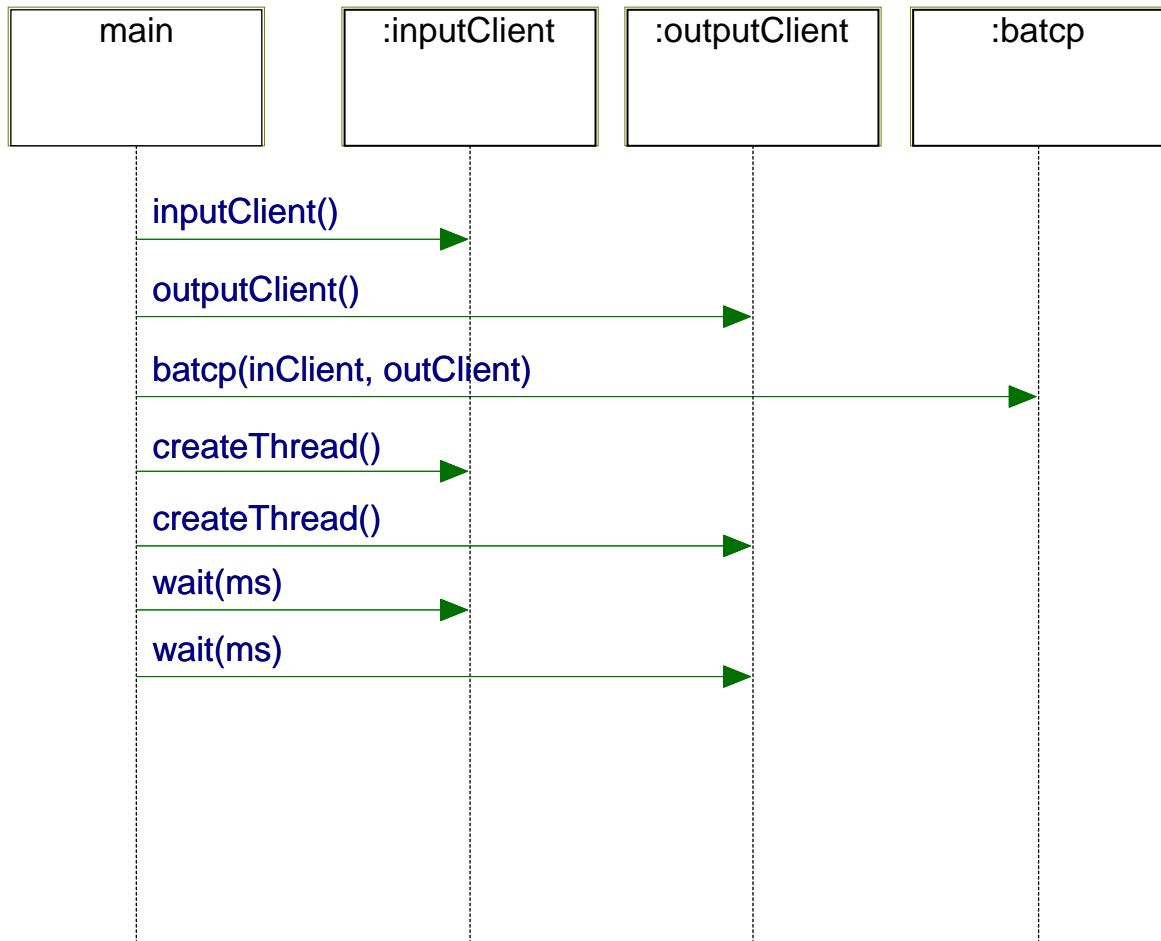 main
:inputClient
:outputClient
:batcp
inputClient()
outputClient()
batcp(inClient, outClient)
createThread()
createThread()
wait(ms)
wait(ms)